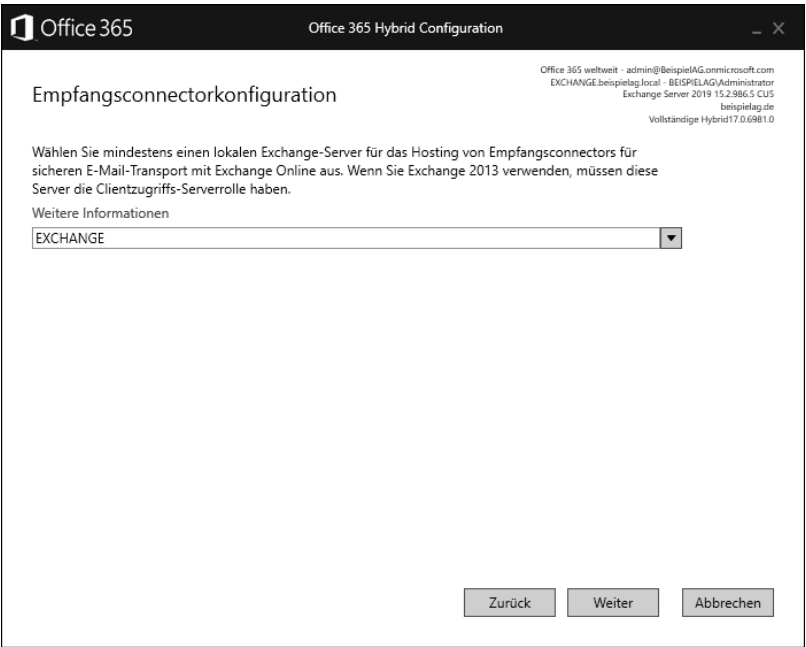 Office 365
Office 365 Hybrid Configuration
Office 365 weltweit - admin@BeispielAG.onmicrosoft.com
EXCHANGE.beispielag.local - BEISPIELAG\Administrator
Exchange Server 2019 15.2.986.5 CU5
beispielag.de
Vollständige Hybrid17.0.6981.0
Empfangsconnectorkonfiguration
Wählen Sie mindestens einen lokalen Exchange-Server für das Hosting von Empfangsconnectors für
sicheren E-Mail-Transport mit Exchange Online aus. Wenn Sie Exchange 2013 verwenden, müssen diese
Server die Clientzugriffs-Serverrolle haben.
Weitere Informationen
EXCHANGE
Zurück
Weiter
Abbrechen